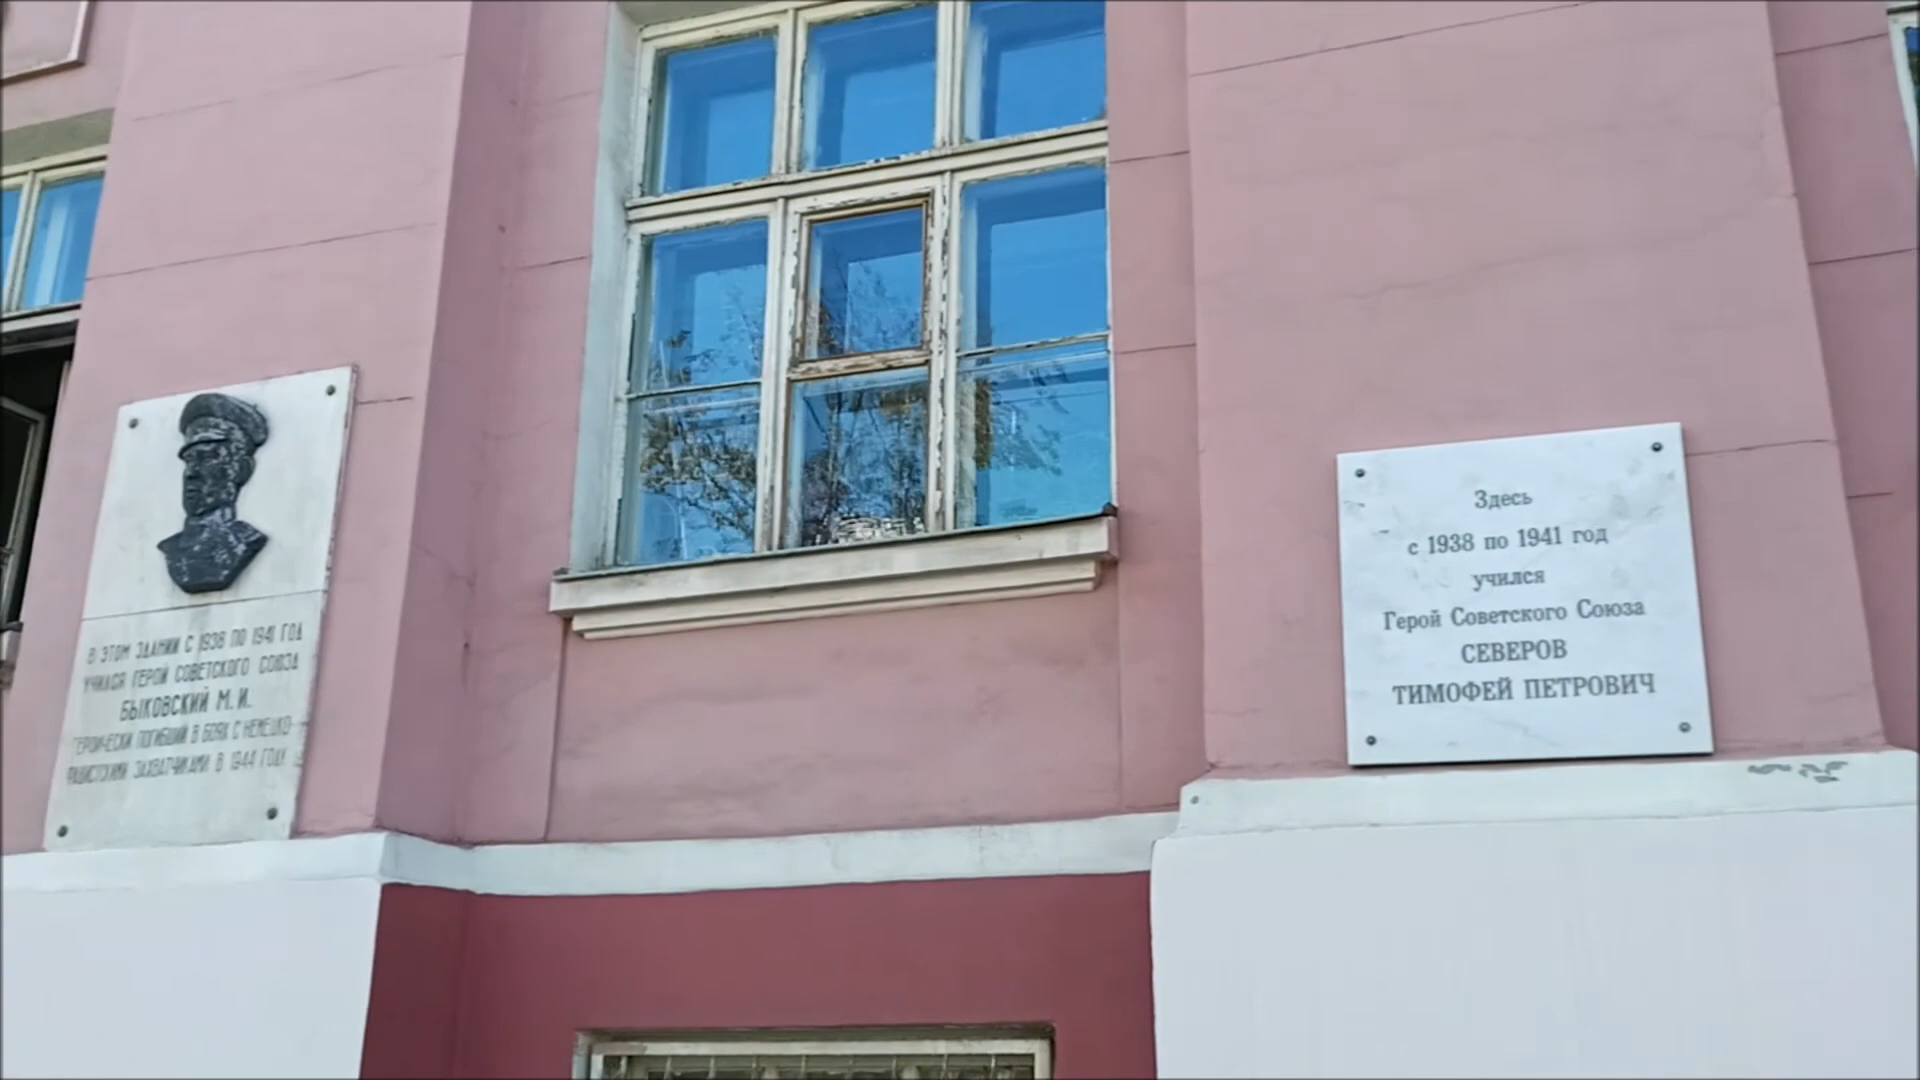 В ЭТОМ ЗДАНИИ С 1938 ПО 1941 ГОД
УЧИЛСЯ ГЕРОЙ СОВЕТСКОГО СОЮЗА
БЫКОВСКИЙ М. И.
ГЕРОИЧЕСКИ ПОГИБШИЙ В БОЯХ С НЕМЕЦКО-
ФАШИСТСКИМИ ЗАХВАТЧИКАМИ В 1944 ГОДУ
Здесь
с 1938 по 1941 год
учился
Герой Советского Союза
СЕВЕРОВ
ТИМОФЕЙ ПЕТРОВИЧ